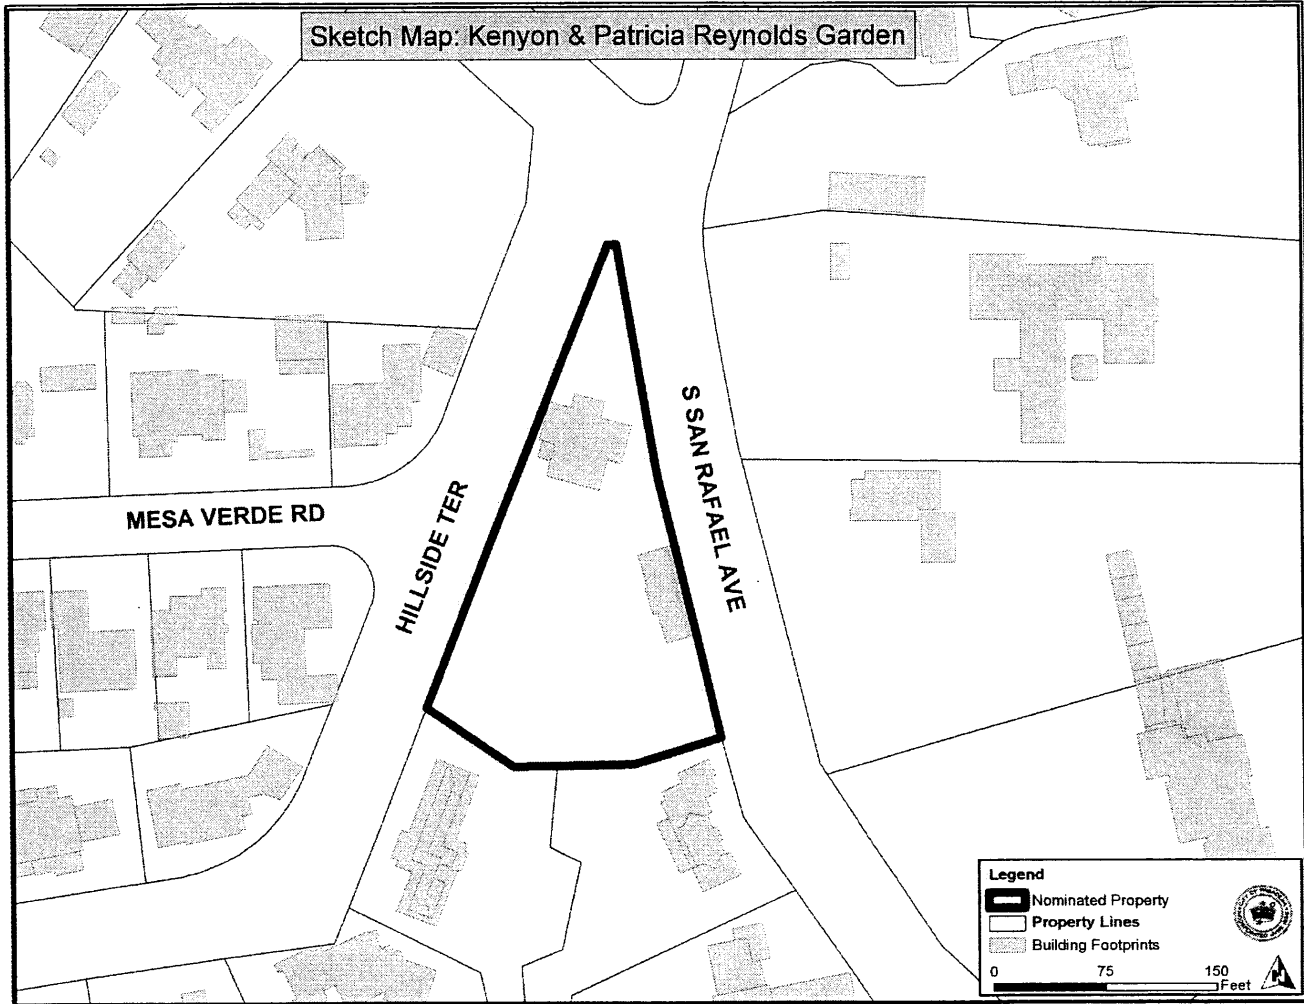 Sketch Map: Kenyon & Patricia Reynolds Garden
S SAN RAFAEL AVE
MESA VERDE RD
HILLSIDE TER
Legend
Nominated Property
Property Lines
Building Footprints
0 75 150
Feet
N